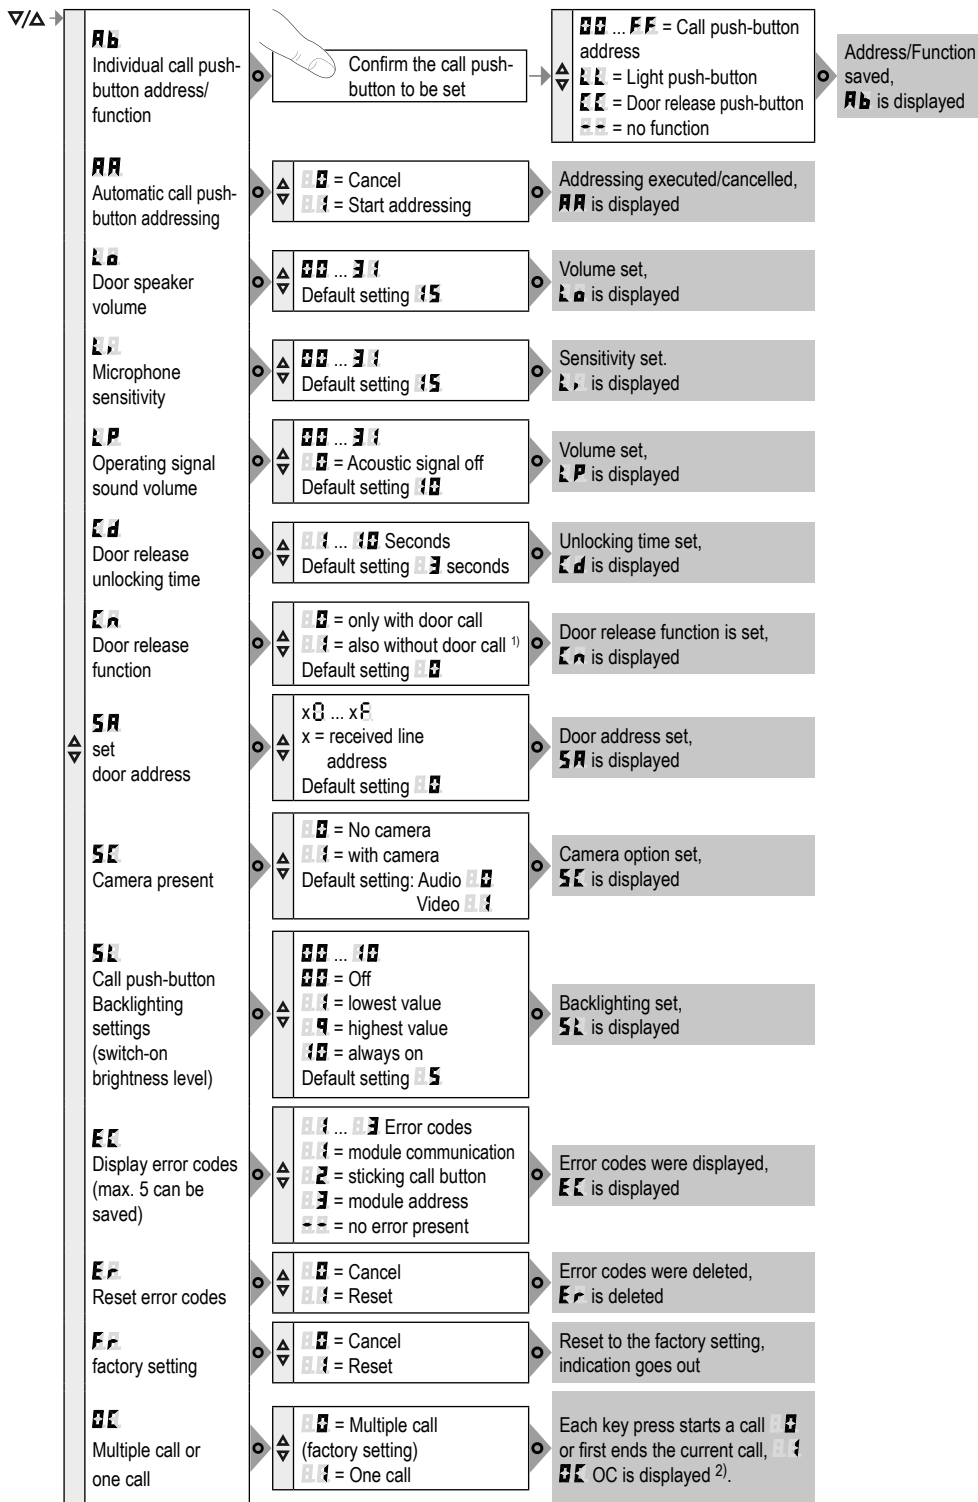 Ab
Individual call push-
button address/
function
Confirm the call push-
button to be set
00 ... FF = Call push-button
address
LL = Light push-button
CC = Door release push-button
-- = no function
Address/Function
saved,
Ab is displayed
AA
Automatic call push-
button addressing
0 = Cancel
1 = Start addressing
Addressing executed/cancelled,
AA is displayed
Lo
Door speaker
volume
00 ... 31
Default setting 15
Volume set,
Lo is displayed
Li
Microphone
sensitivity
00 ... 31
Default setting 15
Sensitivity set.
Li is displayed
LP
Operating signal
sound volume
00 ... 31
0 = Acoustic signal off
Default setting 10
Volume set,
LP is displayed
Cd
Door release
unlocking time
1 ... 10 Seconds
Default setting 3 seconds
Unlocking time set,
Cd is displayed
Cn
Door release
function
0 = only with door call
1 = also without door call 1)
Default setting 0
Door release function is set,
Cn is displayed
SA
set
door address
x0 ... xF
x = received line
address
Default setting 0
Door address set,
SA is displayed
SC
Camera present
0 = No camera
1 = with camera
Default setting: Audio 0
Video 1
Camera option set,
SC is displayed
SL
Call push-button
Backlighting
settings
(switch-on
brightness level)
00 ... 10
00 = Off
1 = lowest value
9 = highest value
10 = always on
Default setting 5
Backlighting set,
SL is displayed
EC
Display error codes
(max. 5 can be
saved)
1 ... 3 Error codes
1 = module communication
2 = sticking call button
3 = module address
-- = no error present
Error codes were displayed,
EC is displayed
Er
Reset error codes
0 = Cancel
1 = Reset
Error codes were deleted,
Er is deleted
Fr
factory setting
0 = Cancel
1 = Reset
Reset to the factory setting,
indication goes out
OC
Multiple call or
one call
0 = Multiple call
(factory setting)
1 = One call
Each key press starts a call 0
or first ends the current call, 1
OC OC is displayed 2).